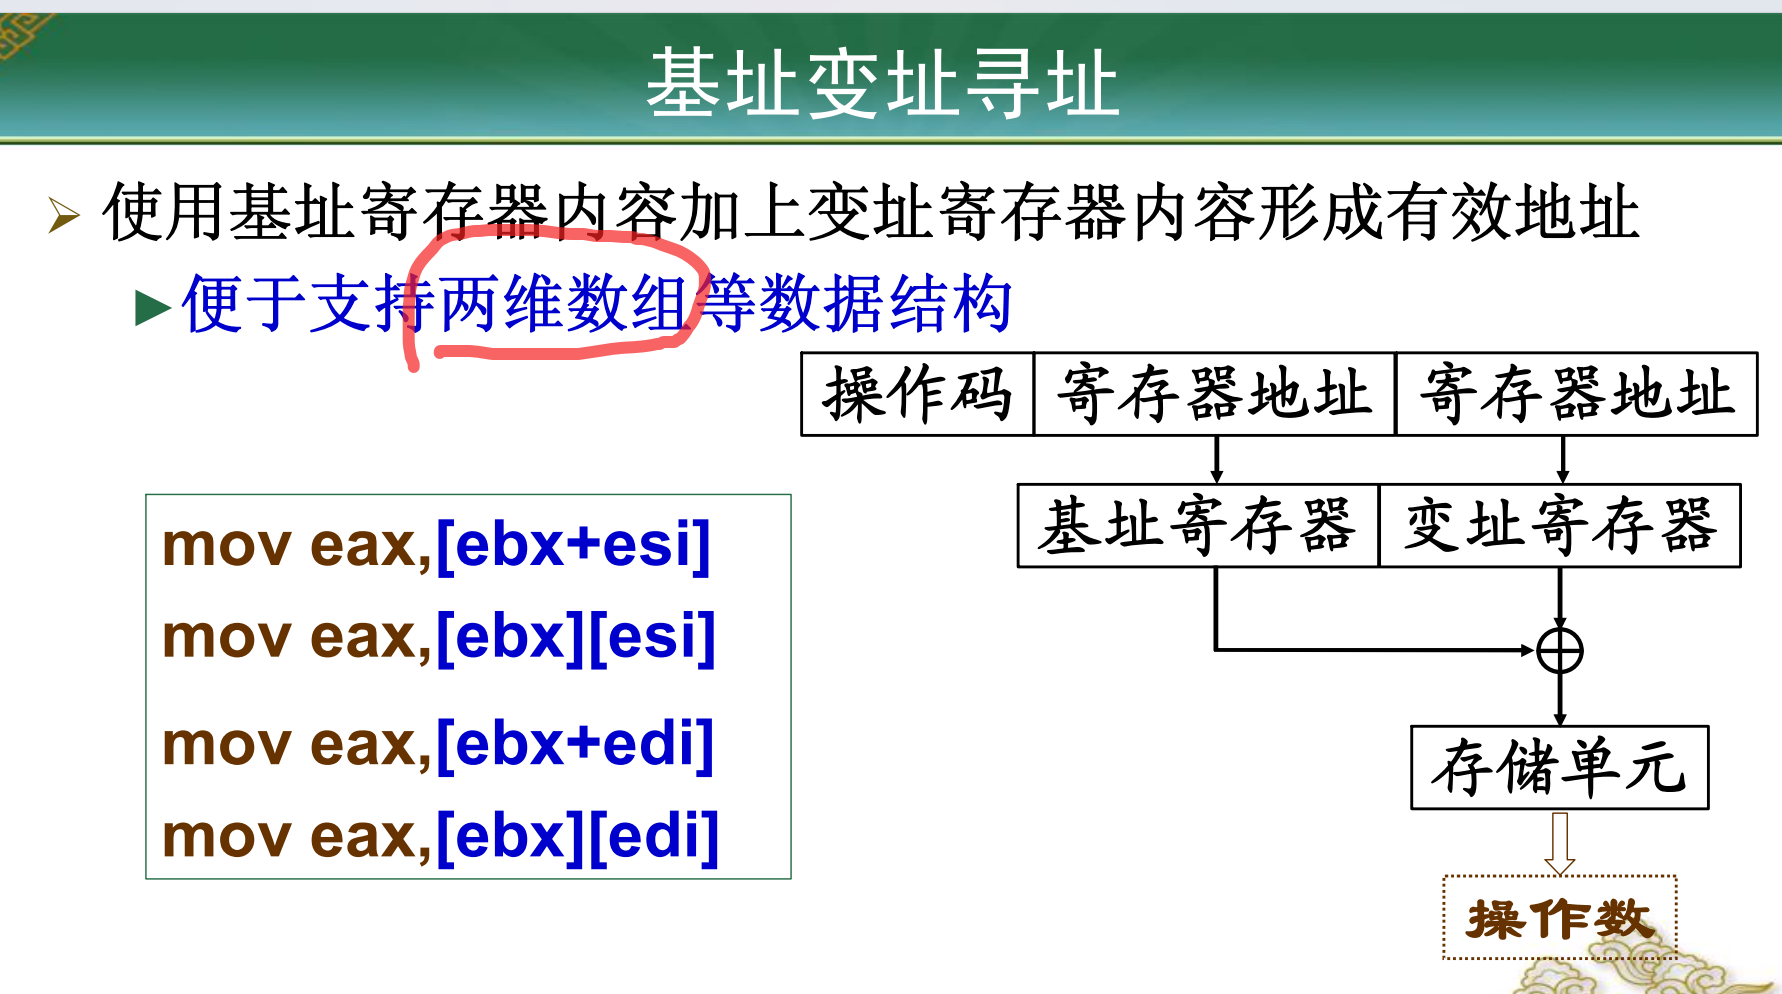 基址变址寻址
使用基址寄存器内容加上变址寄存器内容形成有效地址
便于支持两维数组等数据结构
操作码 寄存器地址 寄存器地址
基址寄存器 变址寄存器
mov eax,[ebx+esi]
mov eax,[ebx][esi]
mov eax,[ebx+edi]
mov eax,[ebx][edi]
存储单元
操作数